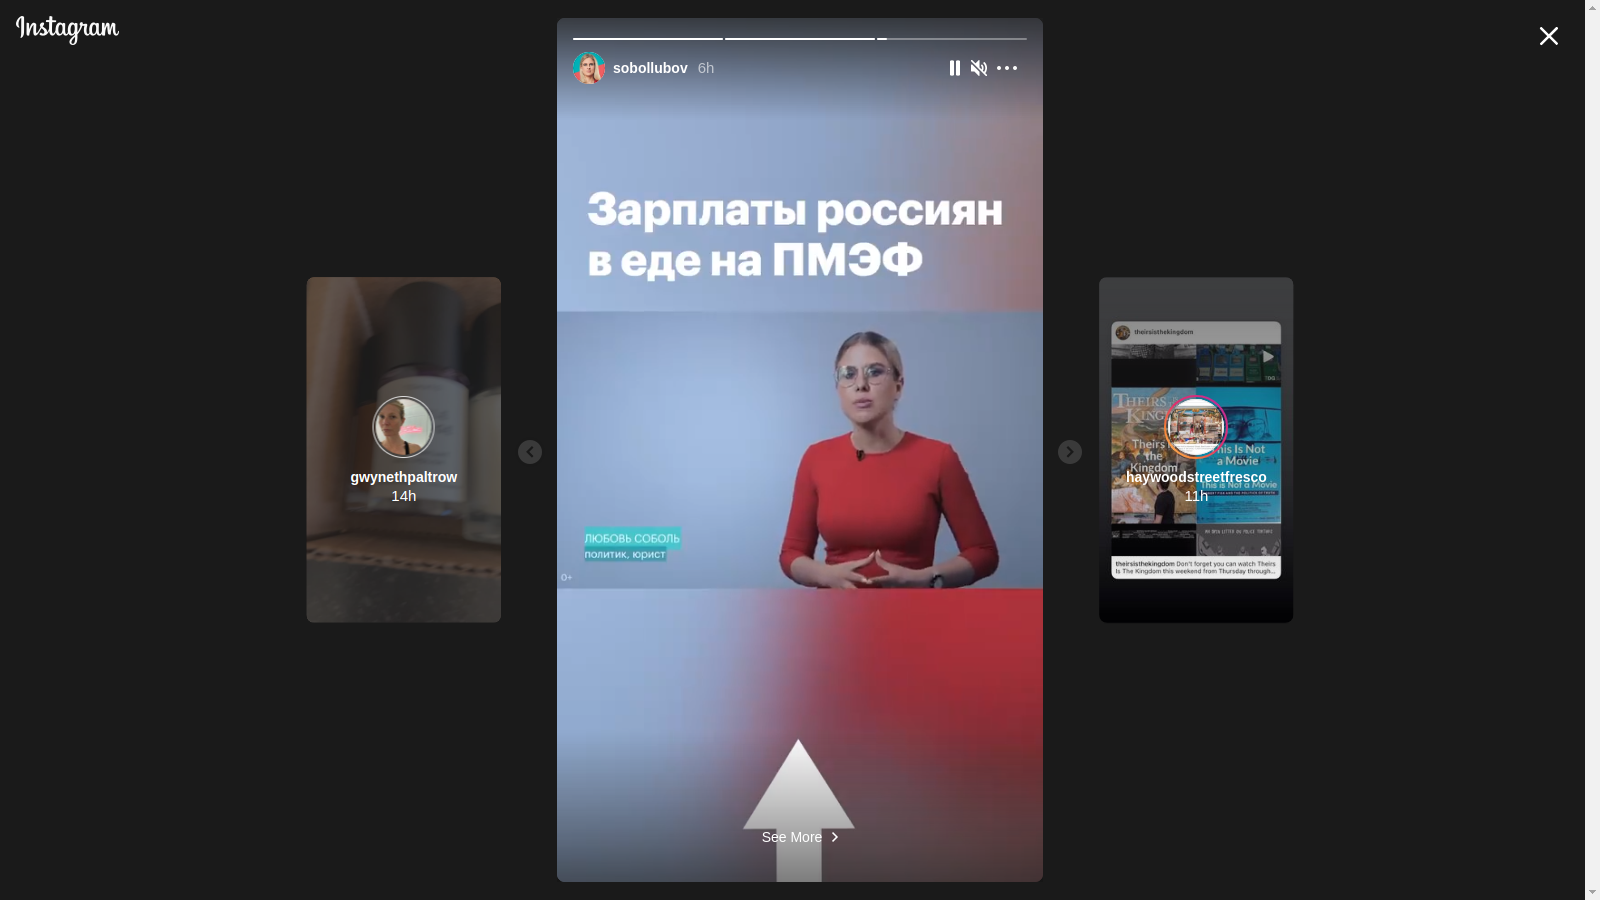 Instagram
sobollubov 6h
Зарплаты россиян
в еде на ПМЭФ
ЛЮБОВЬ СОБОЛЬ
политик, юрист
0+
See More
gwynethpaltrow
14h
theirsisthekingdom
Theirs
the
Kingdom
This is Not a Movie
haywoodstreetfresco
11h
theirsisthekingdom Don't forget you can watch Theirs
Is The Kingdom this weekend from Thursday through...